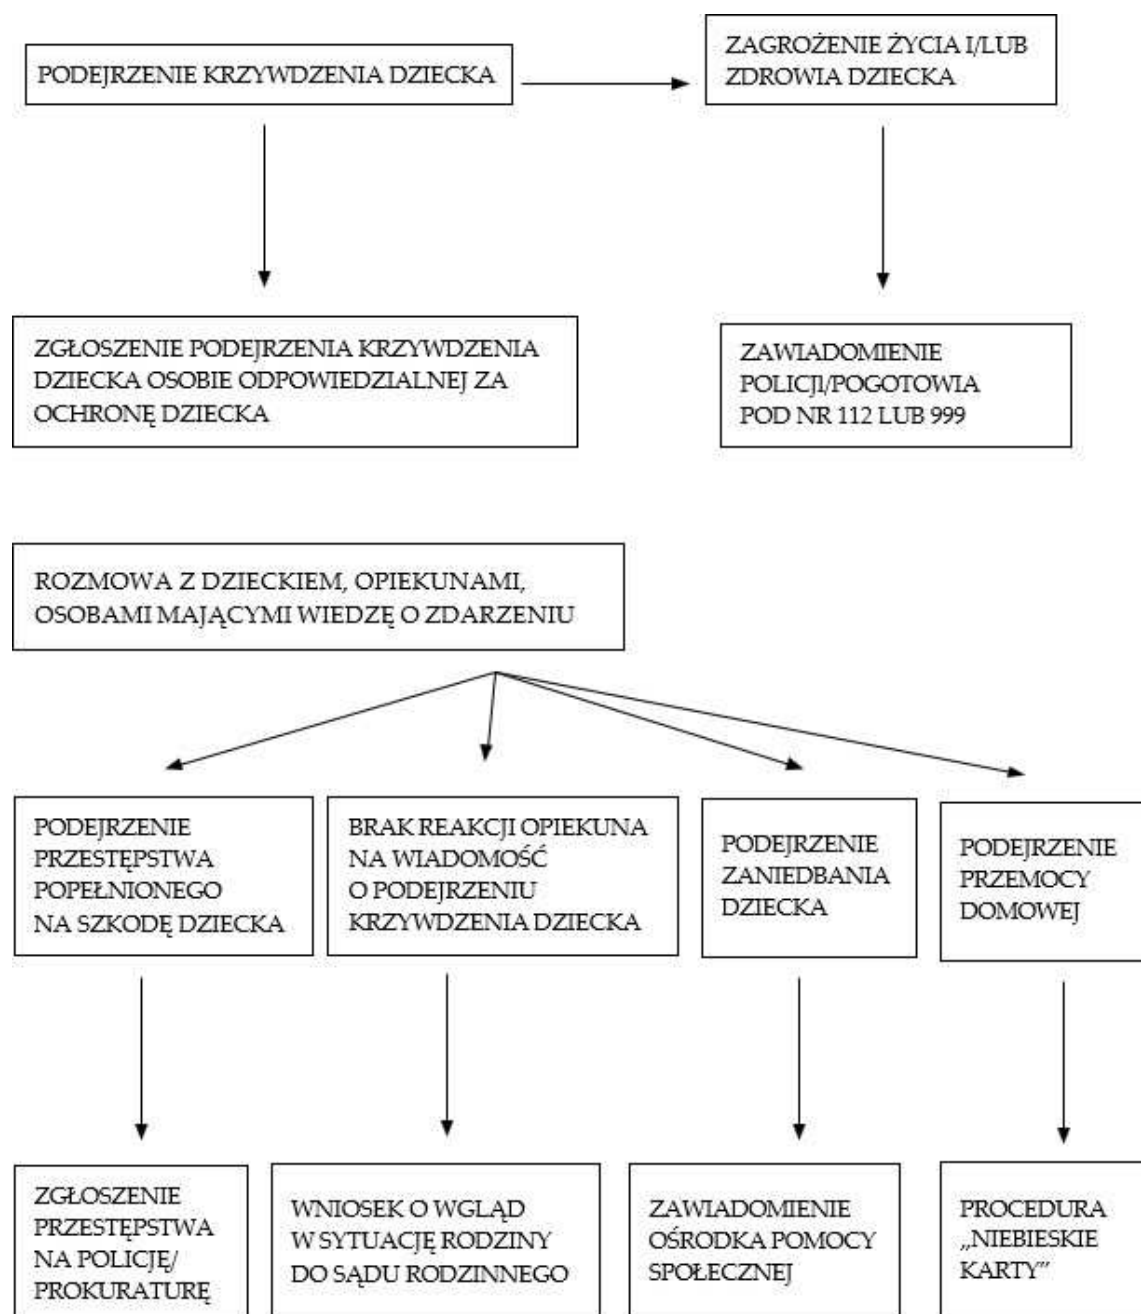 PODEJRZENIE KRZYWDZENIA DZIECKA
ZAGROŻENIE ŻYCIA I/LUB
ZDROWIA DZIECKA
ZGŁOSZENIE PODEJRZENIA KRZYWDZENIA
DZIECKA OSOBIE ODPOWIEDZIALNEJ ZA
OCHRONĘ DZIECKA
ZAWIADOMIENIE
POLICJI/POGOTOWIA
POD NR 112 LUB 999
ROZMOWA Z DZIECKIEM, OPIEKUNAMI,
OSOBAMI MAJĄCYMI WIEDZĘ O ZDARZENIU
PODEJRZENIE
PRZESTĘPSTWA
POPEŁNIONEGO
NA SZKODĘ DZIECKA
BRAK REAKCJI OPIEKUNA
NA WIADOMOŚĆ
O PODEJRZENIU
KRZYWDZENIA DZIECKA
PODEJRZENIE
ZANIEDBANIA
DZIECKA
PODEJRZENIE
PRZEMOCY
DOMOWEJ
ZGŁOSZENIE
PRZESTĘPSTWA
NA POLICJĘ/
PROKURATURĘ
WNIOSEK O WGLĄD
W SYTUACJĘ RODZINY
DO SĄDU RODZINNEGO
ZAWIADOMIENIE
OŚRODKA POMOCY
SPOŁECZNEJ
PROCEDURA
„NIEBIESKIE
KARTY”